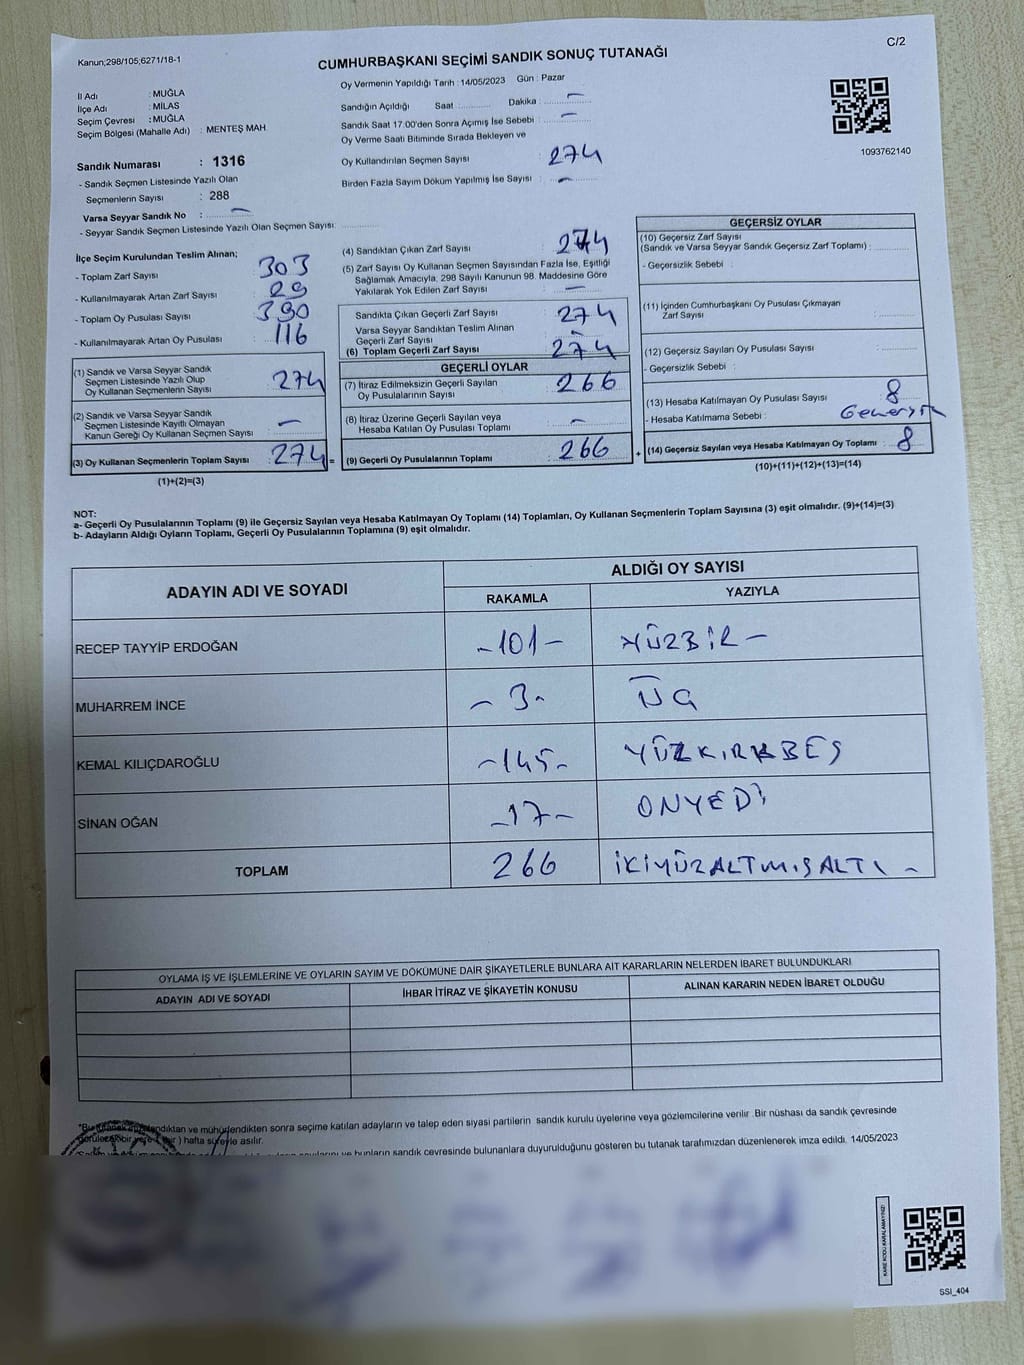 C/2
Kanun;298/105;6271/18-1
CUMHURBAŞKANI SEÇİMİ SANDIK SONUÇ TUTANAĞI
Oy Vermenin Yapıldığı Tarih : 14/05/2023 Gün : Pazar
İl Adı : MUĞLA
İlçe Adı : MİLAS
Seçim Çevresi : MUĞLA
Seçim Bölgesi (Mahalle Adı) : MENTEŞ MAH.
Sandık Numarası : 1316
- Sandık Seçmen Listesinde Yazılı Olan
Seçmenlerin Sayısı : 288
Varsa Seyyar Sandık No : –
- Seyyar Sandık Seçmen Listesinde Yazılı Olan Seçmen Sayısı:
Sandığın Açıldığı Saat Dakika : –
Sandık Saat 17.00'den Sonra Açımış İse Sebebi : –
Oy Verme Saati Bitiminde Sırada Bekleyen ve
Oy Kullandırılan Seçmen Sayısı : 274
Birden Fazla Sayım Döküm Yapılmış İse Sayısı : –
1093762140
İlçe Seçim Kurulundan Teslim Alınan;
- Toplam Zarf Sayısı : 303
- Kullanılmayarak Artan Zarf Sayısı : 29
- Toplam Oy Pusulası Sayısı : 390
- Kullanılmayarak Artan Oy Pusulası : 116
(1) Sandık ve Varsa Seyyar Sandık
Seçmen Listesinde Yazılı Olup
Oy Kullanan Seçmenlerin Sayısı : 274
(2) Sandık ve Varsa Seyyar Sandık
Seçmen Listesinde Kayıtlı Olmayan
Kanun Gereği Oy Kullanan Seçmen Sayısı : –
(3) Oy Kullanan Seçmenlerin Toplam Sayısı : 274 =
(1)+(2)=(3)
(4) Sandıktan Çıkan Zarf Sayısı : 274
(5) Zarf Sayısı Oy Kullanan Seçmen Sayısından Fazla İse, Eşitliği
Sağlamak Amacıyla, 298 Sayılı Kanunun 98. Maddesine Göre
Yakılarak Yok Edilen Zarf Sayısı : –
Sandıkta Çıkan Geçerli Zarf Sayısı : 274
Varsa Seyyar Sandıktan Teslim Alınan
Geçerli Zarf Sayısı : –
(6) Toplam Geçerli Zarf Sayısı : 274
GEÇERLİ OYLAR
(7) İtiraz Edilmeksizin Geçerli Sayılan
Oy Pusulalarının Sayısı : 266
(8) İtiraz Üzerine Geçerli Sayılan veya
Hesaba Katılan Oy Pusulası Toplamı : –
(9) Geçerli Oy Pusulalarının Toplamı : 266 +
GEÇERSİZ OYLAR
(10) Geçersiz Zarf Sayısı
(Sandık ve Varsa Seyyar Sandık Geçersiz Zarf Toplamı) :
- Geçersizlik Sebebi :
(11) İçinden Cumhurbaşkanı Oy Pusulası Çıkmayan
Zarf Sayısı :
(12) Geçersiz Sayılan Oy Pusulası Sayısı :
- Geçersizlik Sebebi :
(13) Hesaba Katılmayan Oy Pusulası Sayısı : 8
- Hesaba Katılmama Sebebi :
(14) Geçersiz Sayılan veya Hesaba Katılmayan Oy Toplamı : 8
(10)+(11)+(12)+(13)=(14)
NOT:
a- Geçerli Oy Pusulalarının Toplamı (9) ile Geçersiz Sayılan veya Hesaba Katılmayan Oy Toplamı (14) Toplamları, Oy Kullanan Seçmenlerin Toplam Sayısına (3) eşit olmalıdır. (9)+(14)=(3)
b- Adayların Aldığı Oyların Toplamı, Geçerli Oy Pusulalarının Toplamına (9) eşit olmalıdır.
ADAYIN ADI VE SOYADI ALDIĞI OY SAYISI
RAKAMLA YAZIYLA
RECEP TAYYİP ERDOĞAN –101– YÜZBİR –
MUHARREM İNCE – 3 – ÜÇ
KEMAL KILIÇDAROĞLU –145– YÜZKIRKBEŞ
SİNAN OĞAN –17– ONYEDİ
TOPLAM 266 İKİYÜZALTMIŞALTI –
OYLAMA İŞ VE İŞLEMLERİNE VE OYLARIN SAYIM VE DÖKÜMÜNE DAİR ŞİKAYETLERLE BUNLARA AİT KARARLARIN NELERDEN İBARET BULUNDUKLARI
ADAYIN ADI VE SOYADI İHBAR İTİRAZ VE ŞİKAYETİN KONUSU ALINAN KARARIN NEDEN İBARET OLDUĞU
ve mühürlendikten sonra seçime katılan adayların ve talep eden siyasi partilerin sandık kurulu üyelerine veya gözlemcilerine verilir. Bir nüshası da sandık çevresinde
) hafta süreyle asılır.
ve bunların sandık çevresinde bulunanlara duyurulduğunu gösteren bu tutanak tarafımızdan düzenlenerek imza edildi. 14/05/2023
KARE KODU KARALAMAYINIZ!
SSI_404